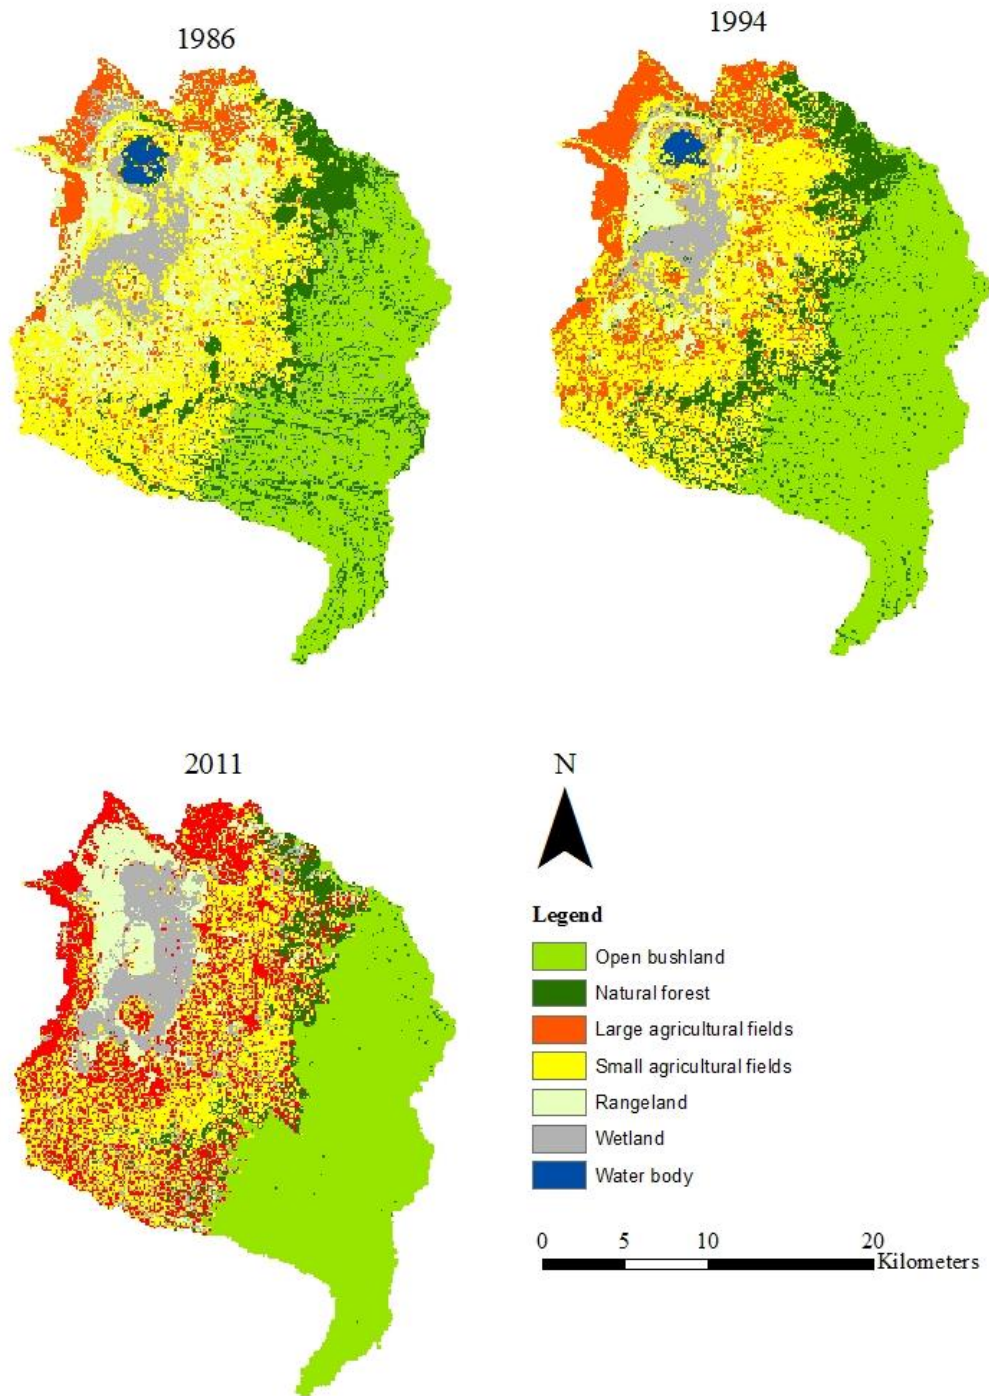 1986
1994
2011
N
Legend
Open bushland
Natural forest
Large agricultural fields
Small agricultural fields
Rangeland
Wetland
Water body
0 5 10 20
Kilometers